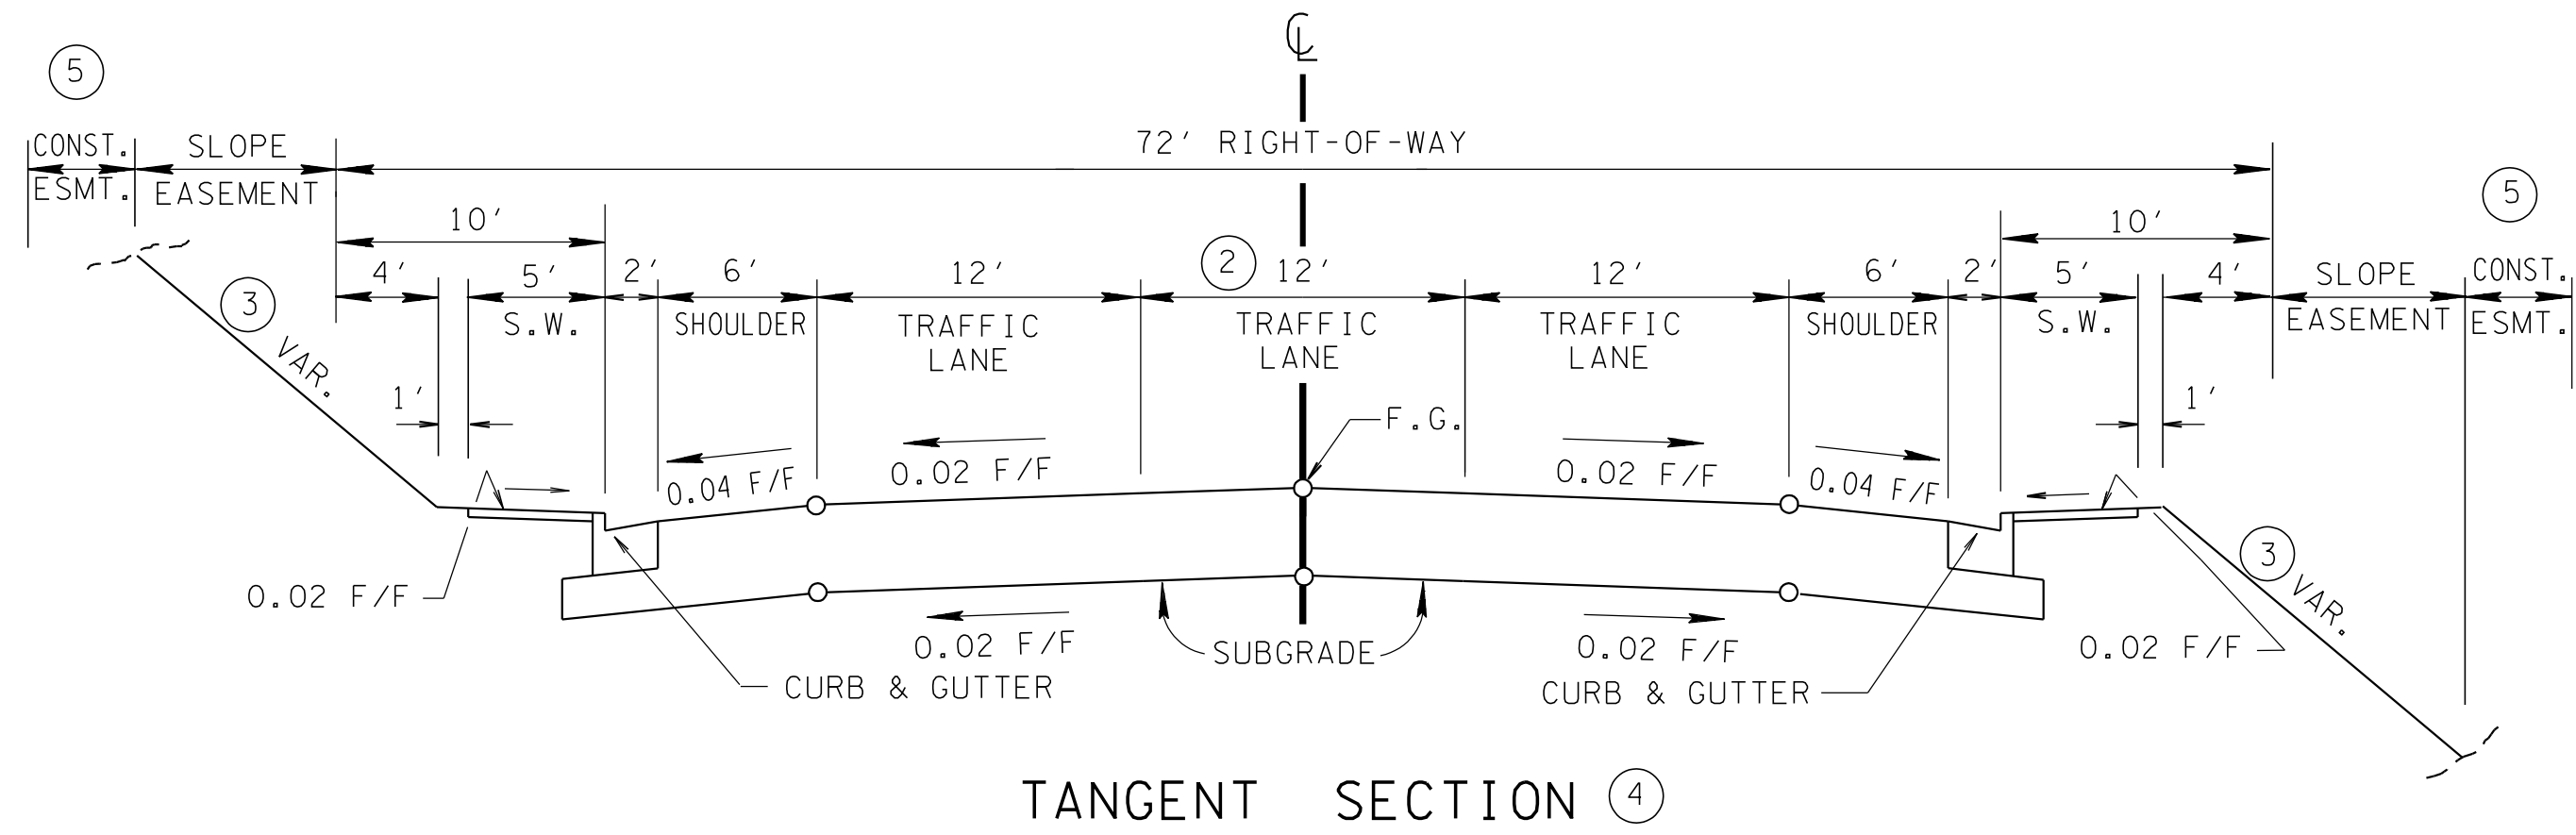 ℄
5
CONST.
ESMT.
SLOPE
EASEMENT
72' RIGHT-OF-WAY
5
10'
10'
4'
5'
S.W.
2'
6'
SHOULDER
12'
TRAFFIC
LANE
2
12'
TRAFFIC
LANE
12'
TRAFFIC
LANE
6'
SHOULDER
2'
5'
S.W.
4'
SLOPE
EASEMENT
CONST.
ESMT.
3
VAR.
1'
1'
F.G.
0.04 F/F
0.02 F/F
0.02 F/F
0.04 F/F
3
VAR.
0.02 F/F
0.02 F/F
SUBGRADE
0.02 F/F
0.02 F/F
CURB & GUTTER
CURB & GUTTER
TANGENT SECTION 4